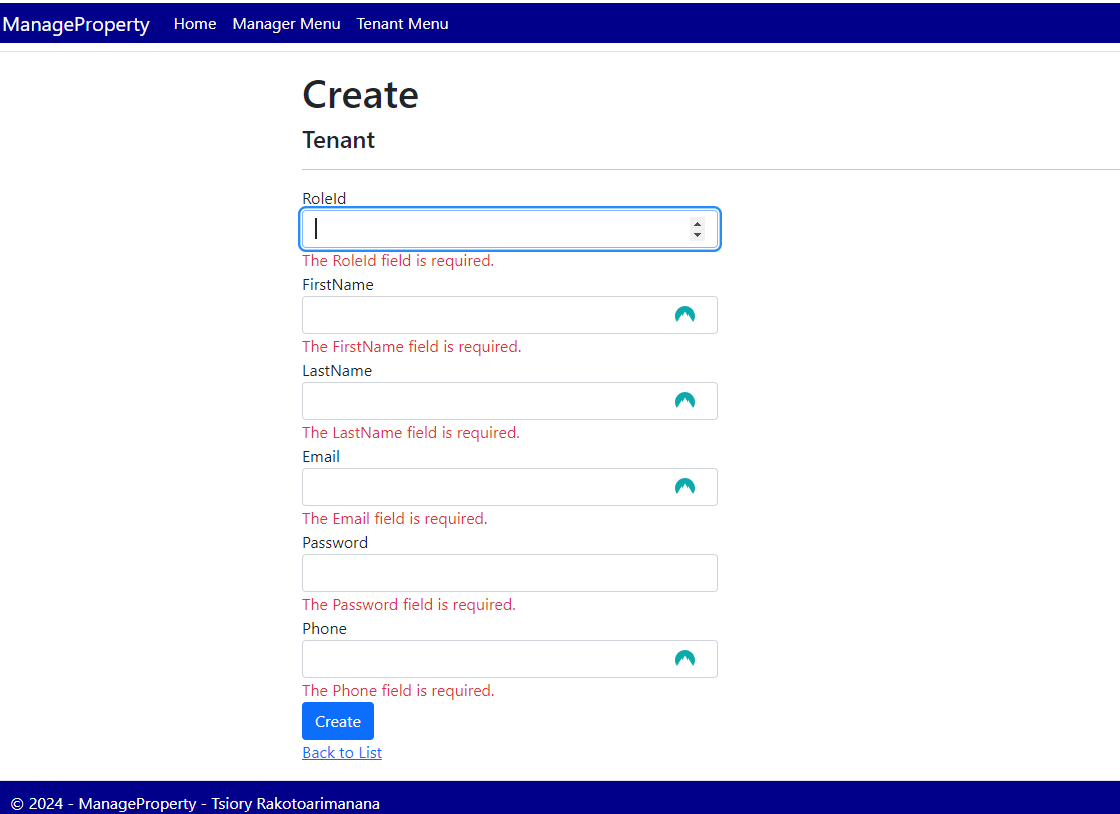 ManageProperty Home Manager Menu Tenant Menu
Create
Tenant
RoleId
The RoleId field is required.
FirstName
The FirstName field is required.
LastName
The LastName field is required.
Email
The Email field is required.
Password
The Password field is required.
Phone
The Phone field is required.
Create
Back to List
© 2024 - ManageProperty - Tsiory Rakotoarimanana